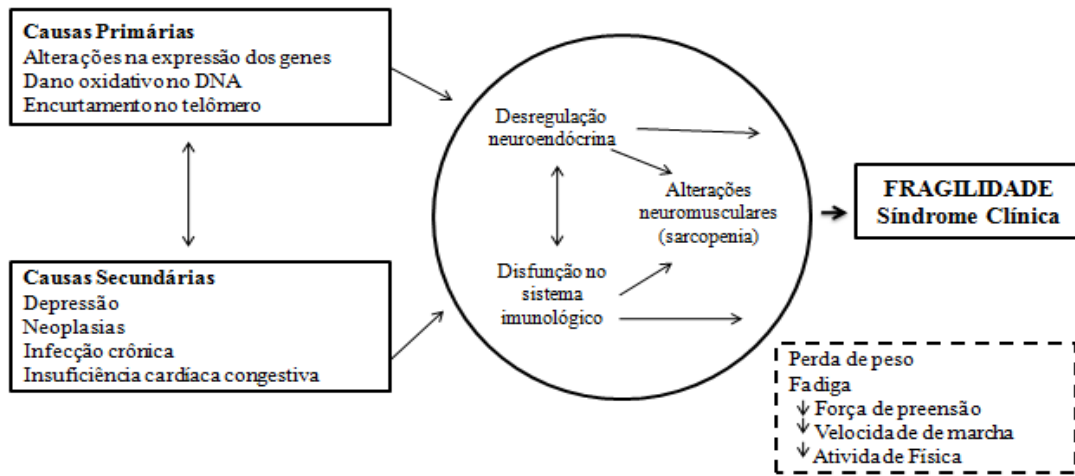 Causas Primárias
Alterações na expressão dos genes
Dano oxidativo no DNA
Encurtamento no telômero
Causas Secundárias
Depressão
Neoplasias
Infecção crônica
Insuficiência cardíaca congestiva
Desregulação
neuroendócrina
Alterações
neuromusculares
(sarcopenia)
Disfunção no
sistema
imunológico
FRAGILIDADE
Síndrome Clínica
Perda de peso
Fadiga
↓ Força de preensão
↓ Velocidade de marcha
↓ Atividade Física